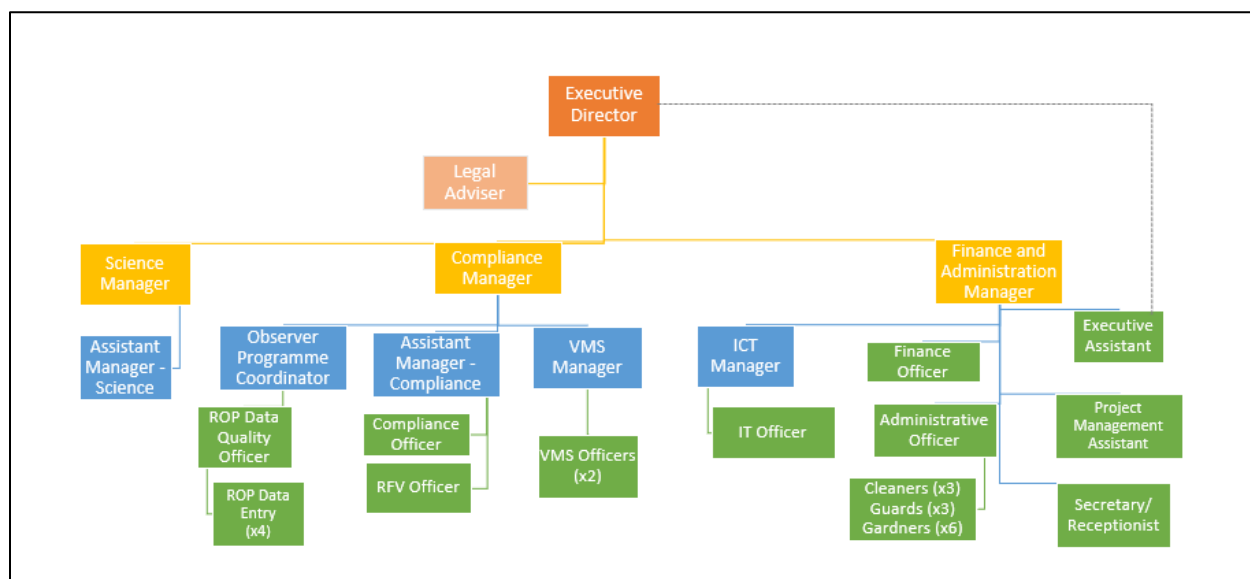 Executive
Director
Legal
Adviser
Science
Manager
Compliance
Manager
Finance and
Administration
Manager
Assistant
Manager -
Science
Observer
Programme
Coordinator
Assistant
Manager -
Compliance
VMS
Manager
ICT
Manager
Finance
Officer
Executive
Assistant
ROP Data
Quality
Officer
Compliance
Officer
VMS Officers
(x2)
IT Officer
Administrative
Officer
Project
Management
Assistant
ROP Data
Entry
(x4)
RFV Officer
Cleaners (x3)
Guards (x3)
Gardners (x6)
Secretary/
Receptionist